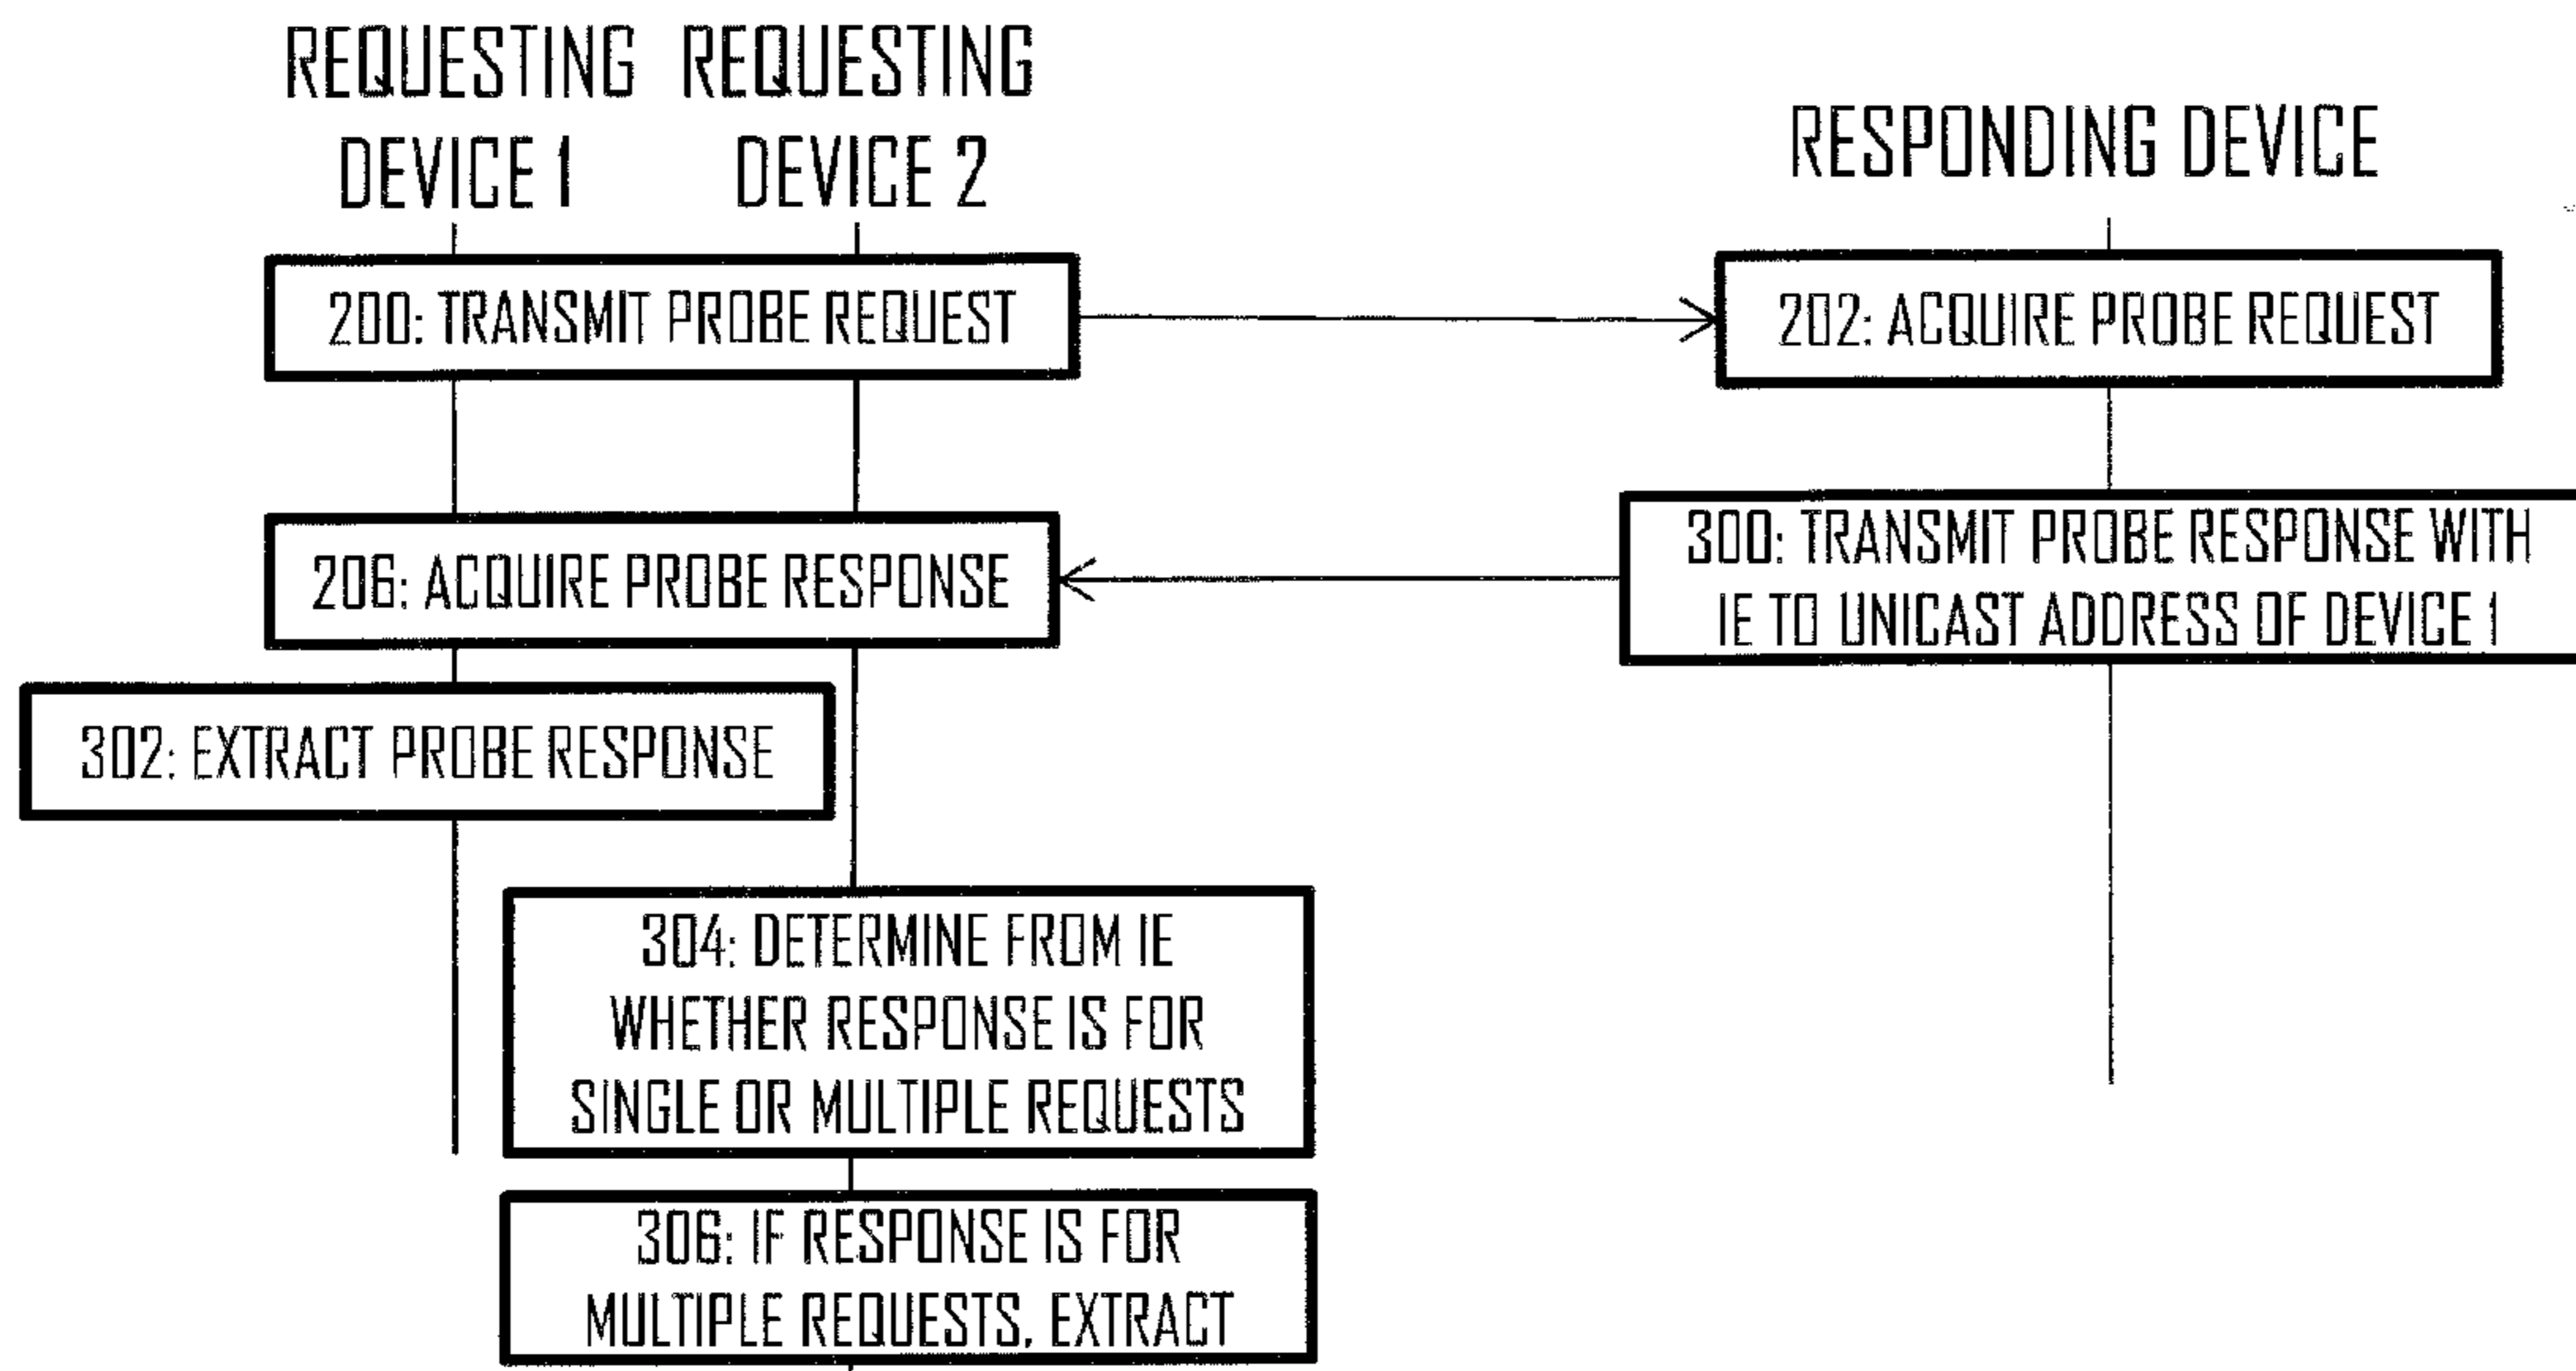 REQUESTING REQUESTING
DEVICE 1 DEVICE 2
RESPONDING DEVICE
200: TRANSMIT PROBE REQUEST
202: ACQUIRE PROBE REQUEST
300: TRANSMIT PROBE RESPONSE WITH
IE TO UNICAST ADDRESS OF DEVICE 1
206: ACQUIRE PROBE RESPONSE
302: EXTRACT PROBE RESPONSE
304: DETERMINE FROM IE
WHETHER RESPONSE IS FOR
SINGLE OR MULTIPLE REQUESTS
306: IF RESPONSE IS FOR
MULTIPLE REQUESTS, EXTRACT